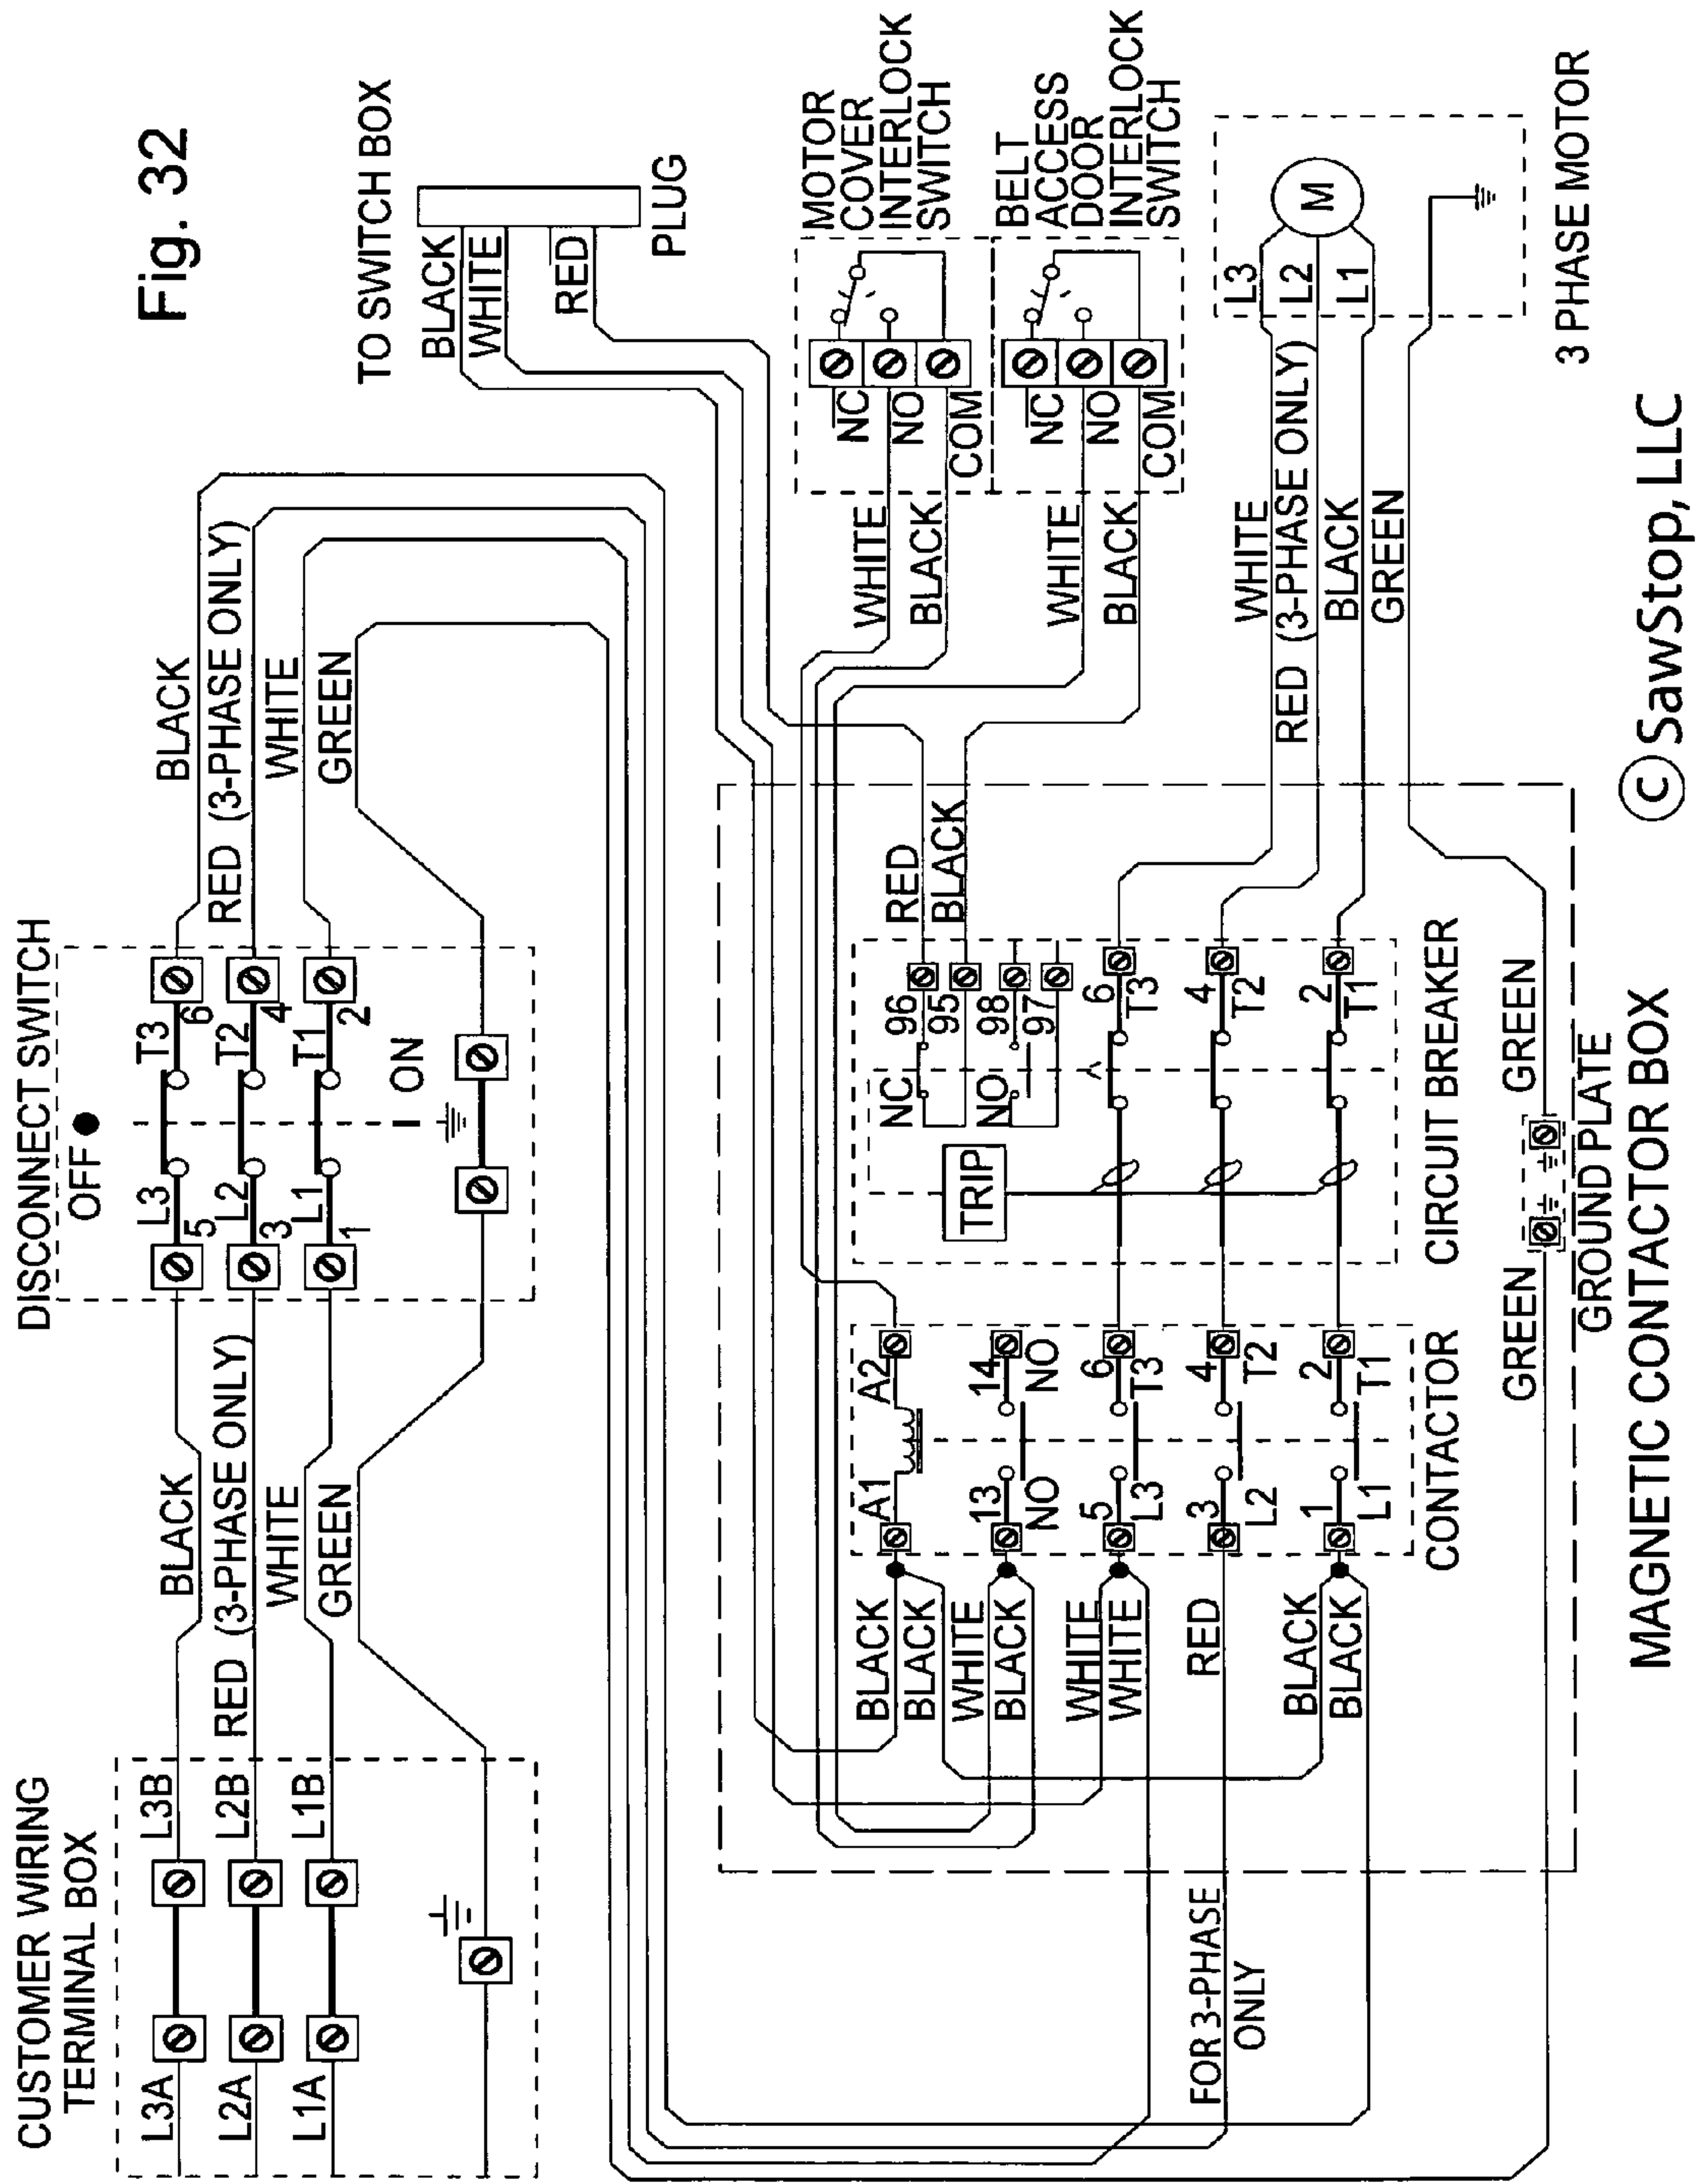 Fig. 32
CUSTOMER WIRING
TERMINAL BOX
L3A
L3B
L2A
L2B
L1A
L1B
BLACK
RED (3-PHASE ONLY)
WHITE
GREEN
DISCONNECT SWITCH
OFF
L3
T3
5
6
L2
T2
3
4
L1
T1
1
2
I ON
BLACK
RED (3-PHASE ONLY)
WHITE
GREEN
TO SWITCH BOX
BLACK
WHITE
RED
PLUG
MOTOR
COVER
INTERLOCK
SWITCH
NC
NO
COM
WHITE
BLACK
BELT
ACCESS
DOOR
INTERLOCK
SWITCH
NC
NO
COM
WHITE
BLACK
BLACK
BLACK
WHITE
BLACK
WHITE
WHITE
RED
BLACK
BLACK
FOR 3-PHASE
ONLY
A1
A2
13
14
NO
NO
5
6
L3
T3
3
4
L2
T2
1
2
L1
T1
CONTACTOR
TRIP
NC
96
95
NO
98
97
6
T3
4
T2
2
T1
CIRCUIT BREAKER
RED
BLACK
WHITE
RED (3-PHASE ONLY)
BLACK
GREEN
L3
L2
L1
M
3 PHASE MOTOR
GREEN
GREEN
GROUND PLATE
MAGNETIC CONTACTOR BOX
© SawStop, LLC